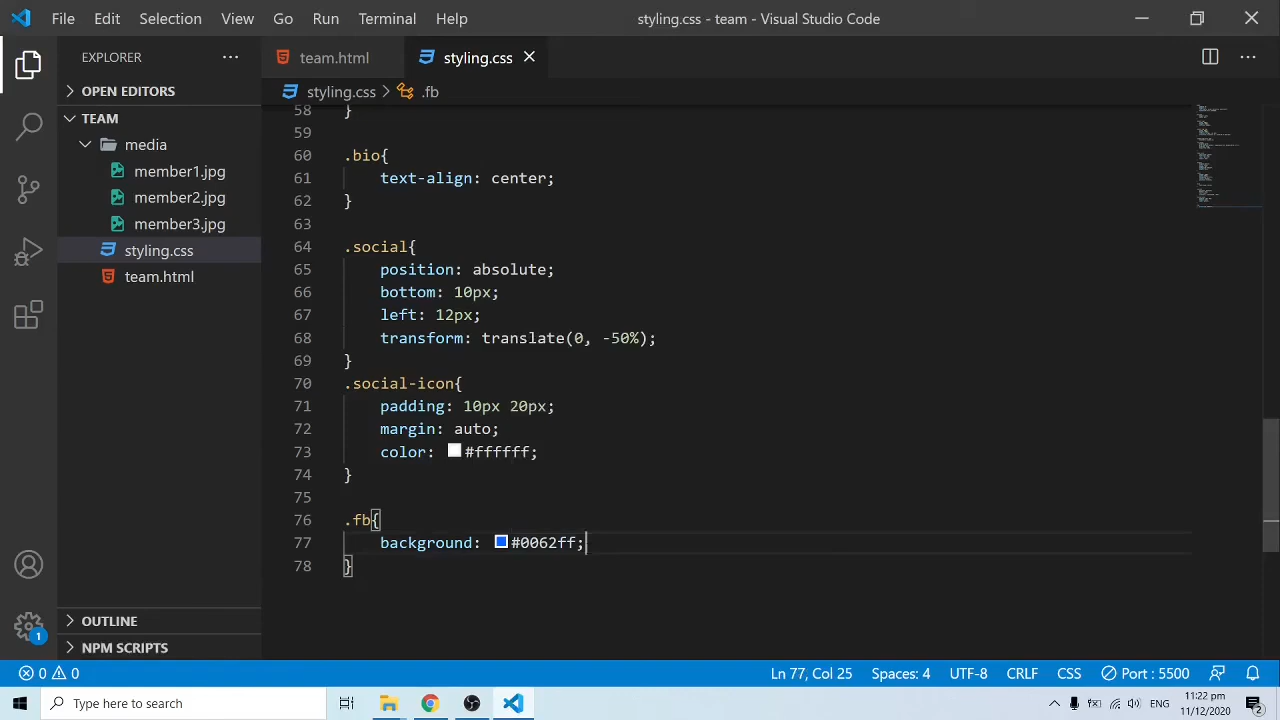 File Edit Selection View Go Run Terminal Help styling.css - team - Visual Studio Code
EXPLORER
OPEN EDITORS
TEAM
media
member1.jpg
member2.jpg
member3.jpg
styling.css
team.html
OUTLINE
NPM SCRIPTS
1
team.html styling.css
styling.css > .fb
58 }
59
60 .bio{
61 text-align: center;
62 }
63
64 .social{
65 position: absolute;
66 bottom: 10px;
67 left: 12px;
68 transform: translate(0, -50%);
69 }
70 .social-icon{
71 padding: 10px 20px;
72 margin: auto;
73 color: #ffffff;
74 }
75
76 .fb{
77 background: #0062ff;
78 }
0 0 Ln 77, Col 25 Spaces: 4 UTF-8 CRLF CSS Port : 5500
Type here to search
ENG
11:22 pm
11/12/2020
2